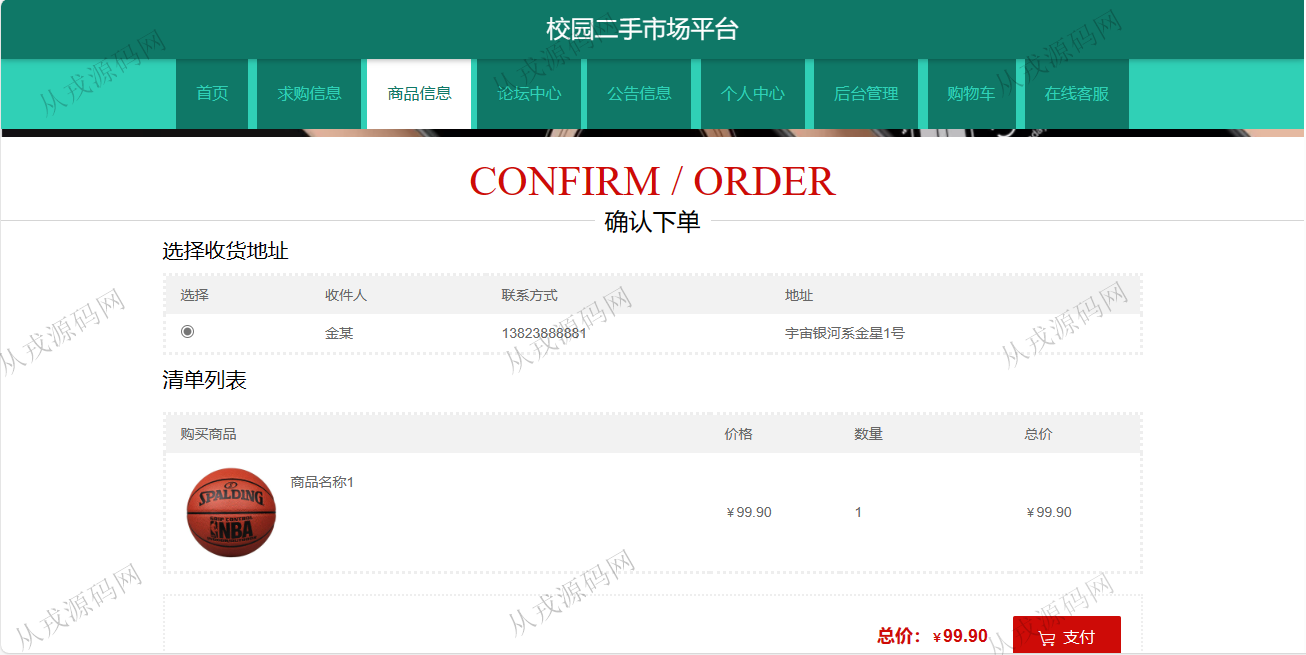 校园二手市场平台
首页 求购信息 商品信息 论坛中心 公告信息 个人中心 后台管理 购物车 在线客服
CONFIRM / ORDER
确认下单
选择收货地址
选择 收件人 联系方式 地址
金某 13823888881 宇宙银河系金星1号
清单列表
购买商品 价格 数量 总价
商品名称1
SPALDING
NBA
¥99.90 1 ¥99.90
总价：¥99.90 支付
从戎源码网
从戎源码网
从戎源码网
从戎源码网
从戎源码网
从戎源码网
从戎源码网
从戎源码网
从戎源码网